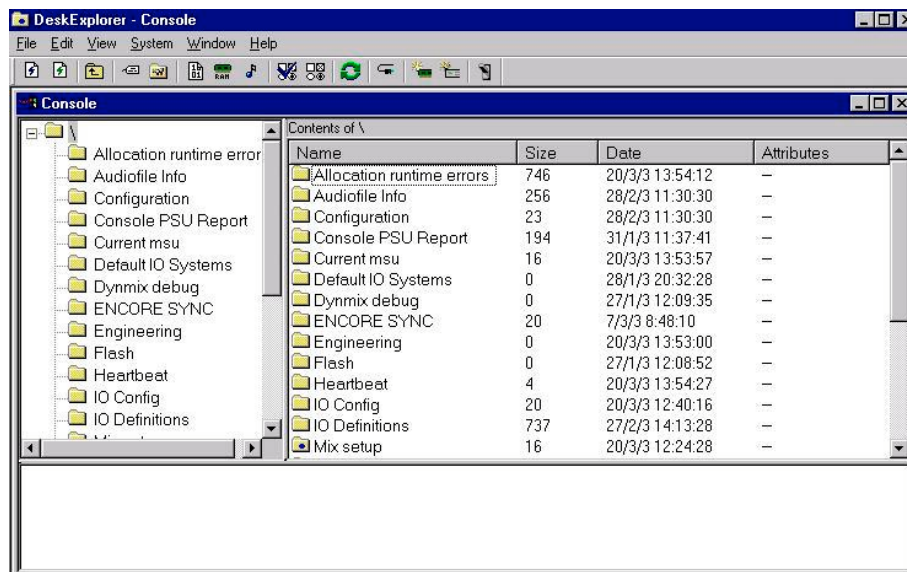 DeskExplorer - Console
File Edit View System Window Help
Console
\
Allocation runtime error
Audiofile Info
Configuration
Console PSU Report
Current msu
Default IO Systems
Dynmix debug
ENCORE SYNC
Engineering
Flash
Heartbeat
IO Config
IO Definitions
Contents of \
Name Size Date Attributes
Allocation runtime errors 746 20/3/3 13:54:12 –
Audiofile Info 256 28/2/3 11:30:30 –
Configuration 23 28/2/3 11:30:30 –
Console PSU Report 194 31/1/3 11:37:41 –
Current msu 16 20/3/3 13:53:57 –
Default IO Systems 0 28/1/3 20:32:28 –
Dynmix debug 0 27/1/3 12:09:35 –
ENCORE SYNC 20 7/3/3 8:48:10 –
Engineering 0 20/3/3 13:53:00 –
Flash 0 27/1/3 12:08:52 –
Heartbeat 4 20/3/3 13:54:27 –
IO Config 20 20/3/3 12:40:16 –
IO Definitions 737 27/2/3 14:13:28 –
Mix setup 16 20/3/3 12:24:28 –